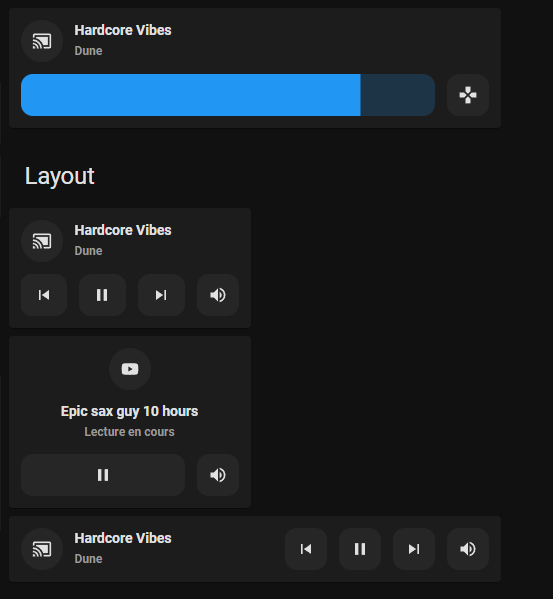 Hardcore Vibes
Dune
Layout
Hardcore Vibes
Dune
Epic sax guy 10 hours
Lecture en cours
Hardcore Vibes
Dune